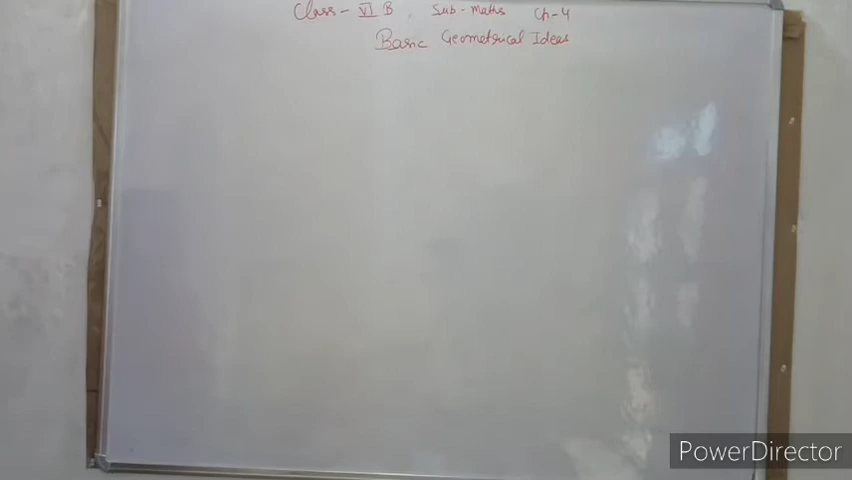 Class - VI B, Sub - Maths Ch-4
Basic Geometrical Ideas
PowerDirector